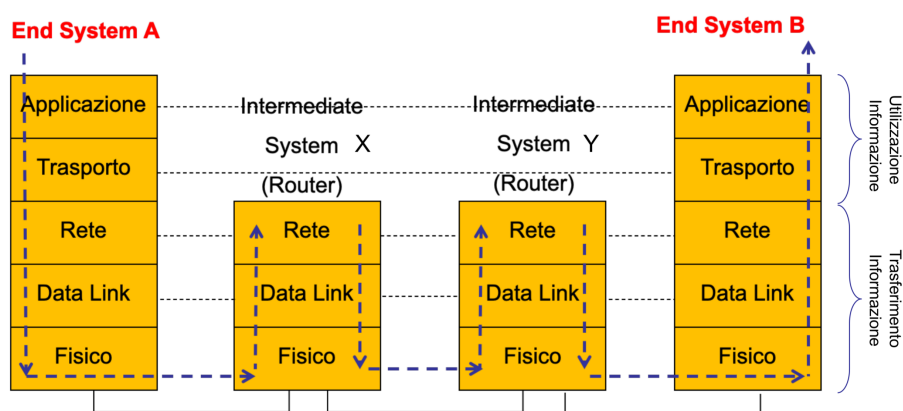 End System A
End System B
Applicazione
Trasporto
Rete
Data Link
Fisico
Intermediate
System X
(Router)
Rete
Data Link
Fisico
Intermediate
System Y
(Router)
Rete
Data Link
Fisico
Applicazione
Trasporto
Rete
Data Link
Fisico
Utilizzazione
Informazione
Trasferimento
Informazione